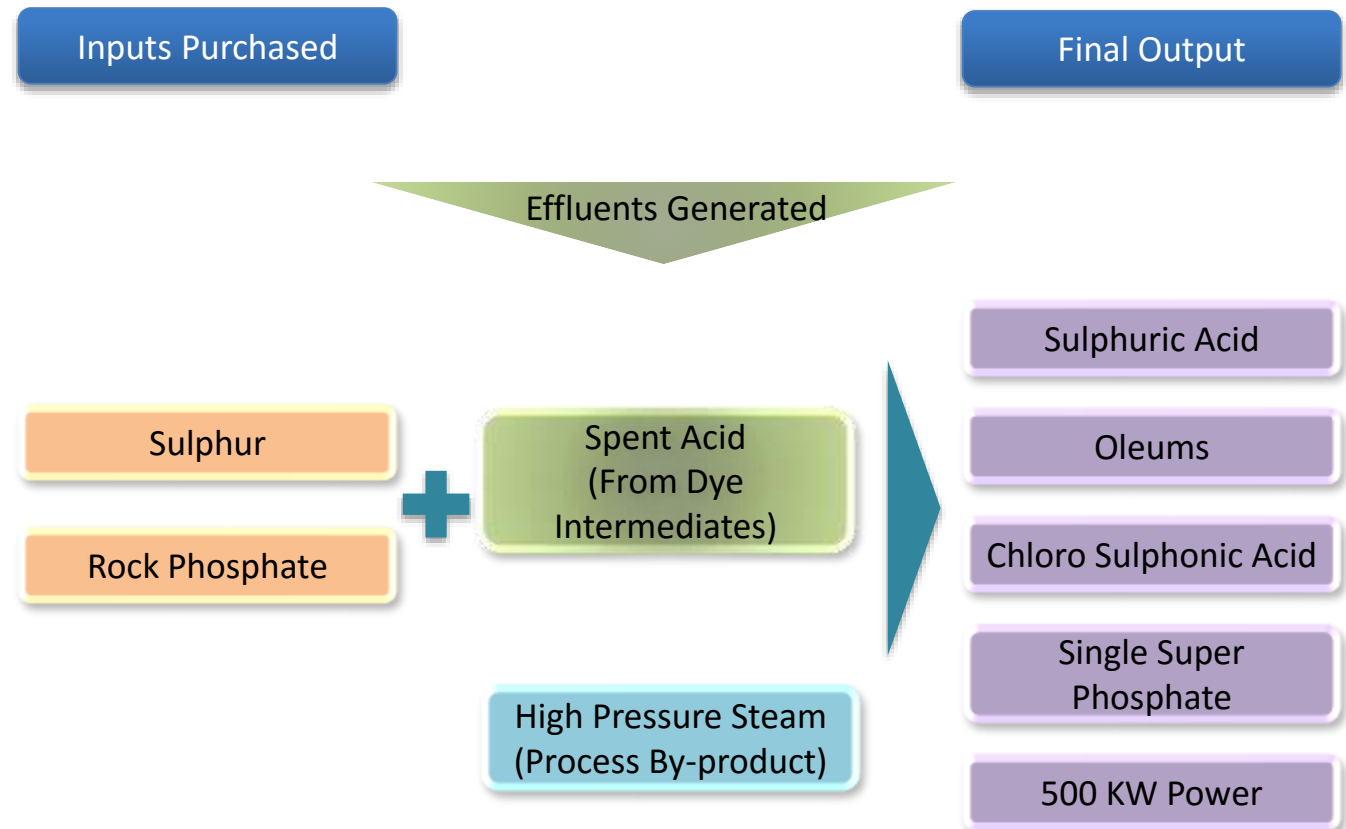 Inputs Purchased
Final Output
Effluents Generated
Sulphur
Rock Phosphate
Spent Acid
(From Dye
Intermediates)
High Pressure Steam
(Process By-product)
Sulphuric Acid
Oleums
Chloro Sulphonic Acid
Single Super
Phosphate
500 KW Power